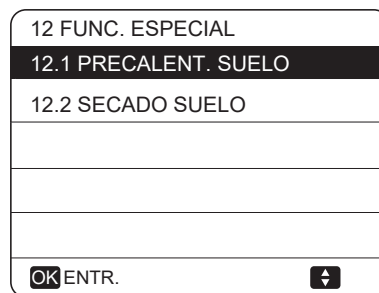 12 FUNC. ESPECIAL
12.1 PRECALENT. SUELO
12.2 SECADO SUELO
OK ENTR.